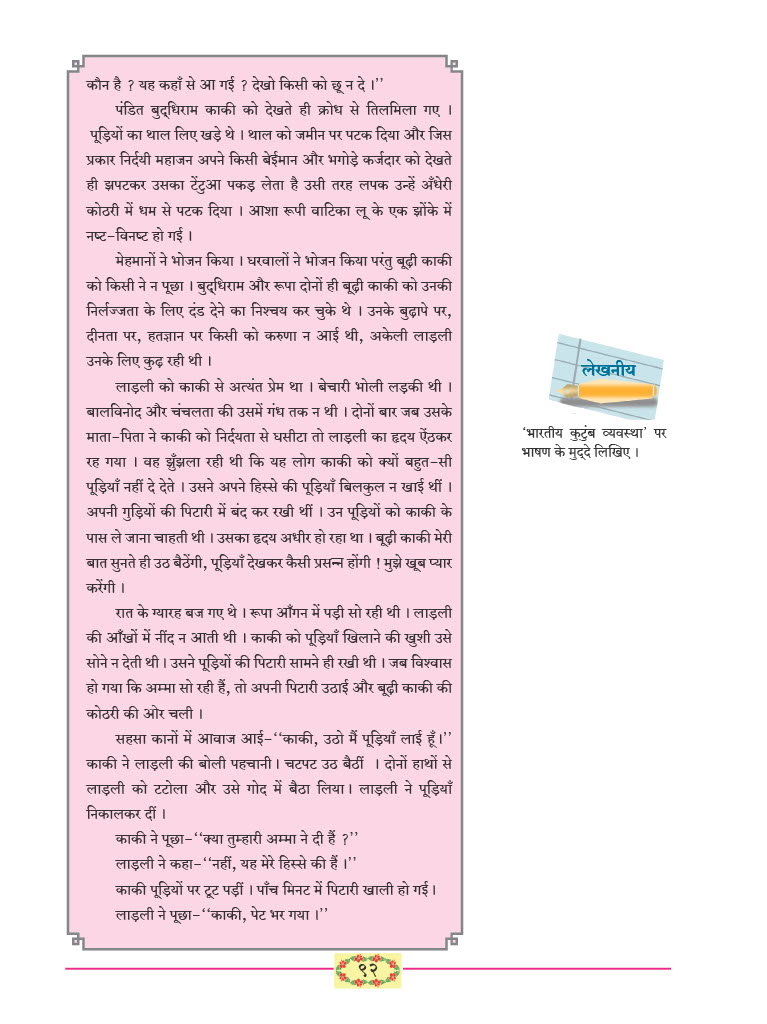 कौन है ? यह कहाँ से आ गई ? देखो किसी को छू न दे ।’’
पंडित बुद्धिराम काकी को देखते ही क्रोध से तिलमिला गए ।
पूड़ियों का थाल लिए खड़े थे । थाल को जमीन पर पटक दिया और जिस
प्रकार निर्दयी महाजन अपने किसी बेईमान और भगोड़े कर्जदार को देखते
ही झपटकर उसका टेंटुआ पकड़ लेता है उसी तरह लपक उन्हें अँधेरी
कोठरी में धम से पटक दिया । आशा रूपी वाटिका लू के एक झोंके में
नष्ट-विनष्ट हो गई ।
मेहमानों ने भोजन किया । घरवालों ने भोजन किया परंतु बूढ़ी काकी
को किसी ने न पूछा । बुद्धिराम और रूपा दोनों ही बूढ़ी काकी को उनकी
निर्लज्जता के लिए दंड देने का निश्चय कर चुके थे । उनके बुढ़ापे पर,
दीनता पर, हतज्ञान पर किसी को करुणा न आई थी, अकेली लाड़ली
उनके लिए कुढ़ रही थी ।
लाड़ली को काकी से अत्यंत प्रेम था । बेचारी भोली लड़की थी ।
बालविनोद और चंचलता की उसमें गंध तक न थी । दोनों बार जब उसके
माता-पिता ने काकी को निर्दयता से घसीटा तो लाड़ली का हृदय ऐंठकर
रह गया । वह झुँझला रही थी कि यह लोग काकी को क्यों बहुत-सी
पूड़ियाँ नहीं दे देते । उसने अपने हिस्से की पूड़ियाँ बिलकुल न खाई थीं ।
अपनी गुड़ियों की पिटारी में बंद कर रखी थीं । उन पूड़ियों को काकी के
पास ले जाना चाहती थी । उसका हृदय अधीर हो रहा था । बूढ़ी काकी मेरी
बात सुनते ही उठ बैठेंगी, पूड़ियाँ देखकर कैसी प्रसन्न होंगी ! मुझे खूब प्यार
करेंगी ।
रात के ग्यारह बज गए थे । रूपा आँगन में पड़ी सो रही थी । लाड़ली
की आँखों में नींद न आती थी । काकी को पूड़ियाँ खिलाने की खुशी उसे
सोने न देती थी । उसने पूड़ियों की पिटारी सामने ही रखी थी । जब विश्वास
हो गया कि अम्मा सो रही हैं, तो अपनी पिटारी उठाई और बूढ़ी काकी की
कोठरी की ओर चली ।
सहसा कानों में आवाज आई-‘‘काकी, उठो मैं पूड़ियाँ लाई हूँ।’’
काकी ने लाड़ली की बोली पहचानी । चटपट उठ बैठीं । दोनों हाथों से
लाड़ली को टटोला और उसे गोद में बैठा लिया। लाड़ली ने पूड़ियाँ
निकालकर दीं ।
काकी ने पूछा-‘‘क्या तुम्हारी अम्मा ने दी हैं ?’’
लाड़ली ने कहा-‘‘नहीं, यह मेरे हिस्से की हैं ।’’
काकी पूड़ियों पर टूट पड़ीं । पाँच मिनट में पिटारी खाली हो गई ।
लाड़ली ने पूछा-‘‘काकी, पेट भर गया ।’’
लेखनीय
‘भारतीय कुटुंब व्यवस्था’ पर
भाषण के मुद्दे लिखिए ।
९२